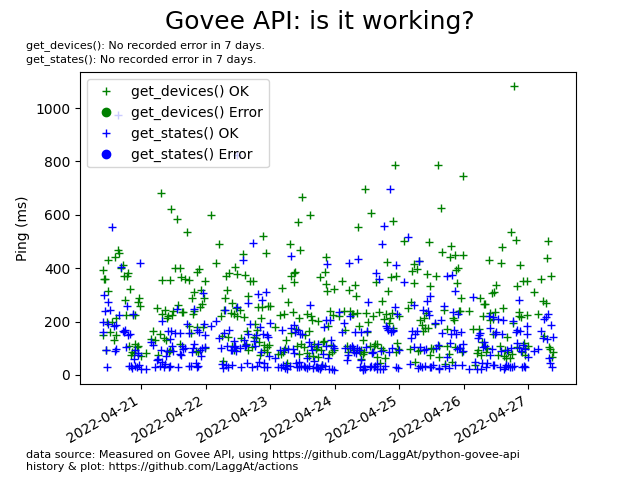 Govee API: is it working?
get_devices(): No recorded error in 7 days.
get_states(): No recorded error in 7 days.
get_devices() OK
get_devices() Error
get_states() OK
get_states() Error
Ping (ms)
1000
800
600
400
200
0
2022-04-21
2022-04-22
2022-04-23
2022-04-24
2022-04-25
2022-04-26
2022-04-27
data source: Measured on Govee API, using https://github.com/LaggAt/python-govee-api
history & plot: https://github.com/LaggAt/actions